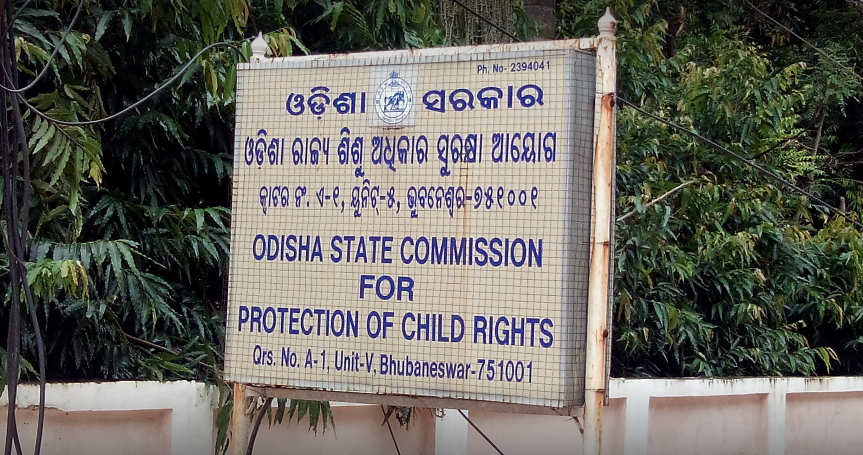 Ph. No- 2394041
ଓଡ଼ିଶା ସରକାର
ଓଡ଼ିଶା ରାଜ୍ୟ ଶିଶୁ ଅଧିକାର ସୁରକ୍ଷା ଆୟୋଗ
କ୍ୱାଟର ନଂ. ଏ-୧, ୟୁନିଟ୍-୫, ଭୁବନେଶ୍ୱର-୭୫୧୦୦୧
ODISHA STATE COMMISSION
FOR
PROTECTION OF CHILD RIGHTS
Qrs. No. A-1, Unit-V, Bhubaneswar-751001